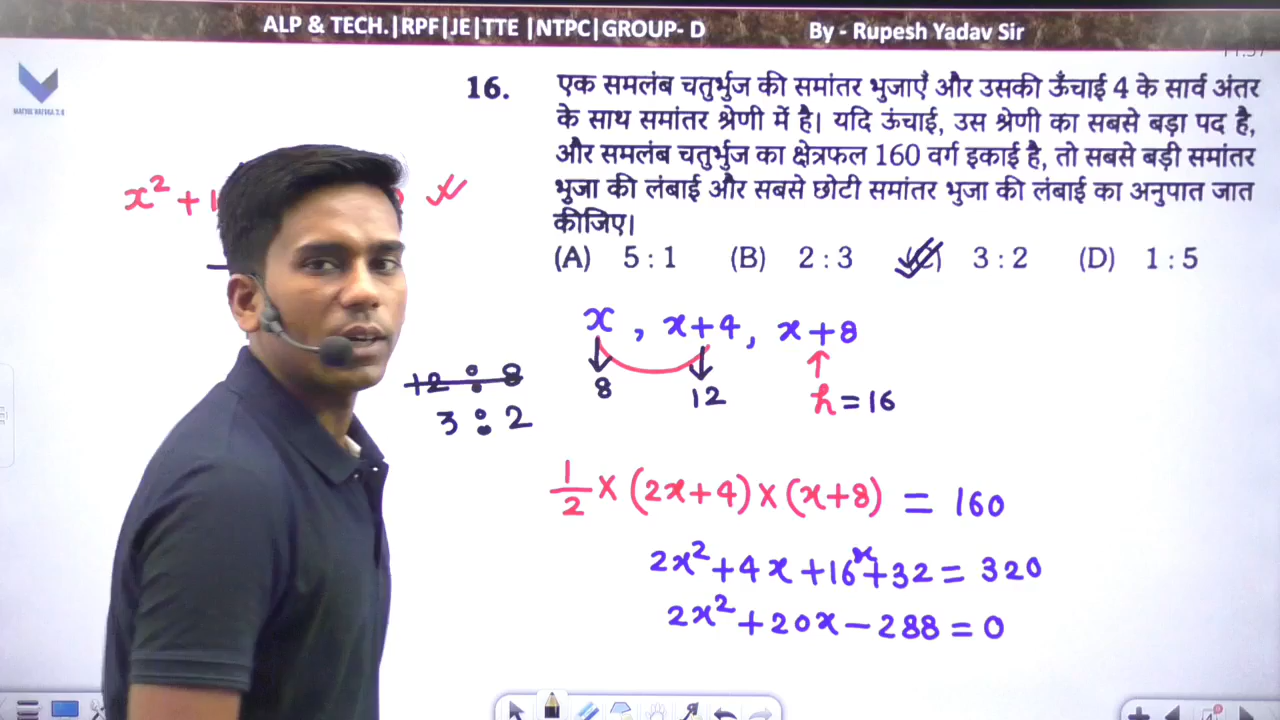 ALP & TECH.|RPF|JE|TTE |NTPC|GROUP- D By - Rupesh Yadav Sir
16. एक समलंब चतुर्भुज की समांतर भुजाएँ और उसकी ऊँचाई 4 के सार्व अंतर
के साथ समांतर श्रेणी में है। यदि ऊंचाई, उस श्रेणी का सबसे बड़ा पद है,
और समलंब चतुर्भुज का क्षेत्रफल 160 वर्ग इकाई है, तो सबसे बड़ी समांतर
भुजा की लंबाई और सबसे छोटी समांतर भुजा की लंबाई का अनुपात ज्ञात
कीजिए।
(A) 5 : 1 (B) 2 : 3 (C) 3 : 2 (D) 1 : 5
x² + 1
x , x+4, x+8
8 12 h = 16
12 : 8
3 : 2
1/2 × (2x+4) × (x+8) = 160
2x² + 4x + 16x + 32 = 320
2x² + 20x – 288 = 0